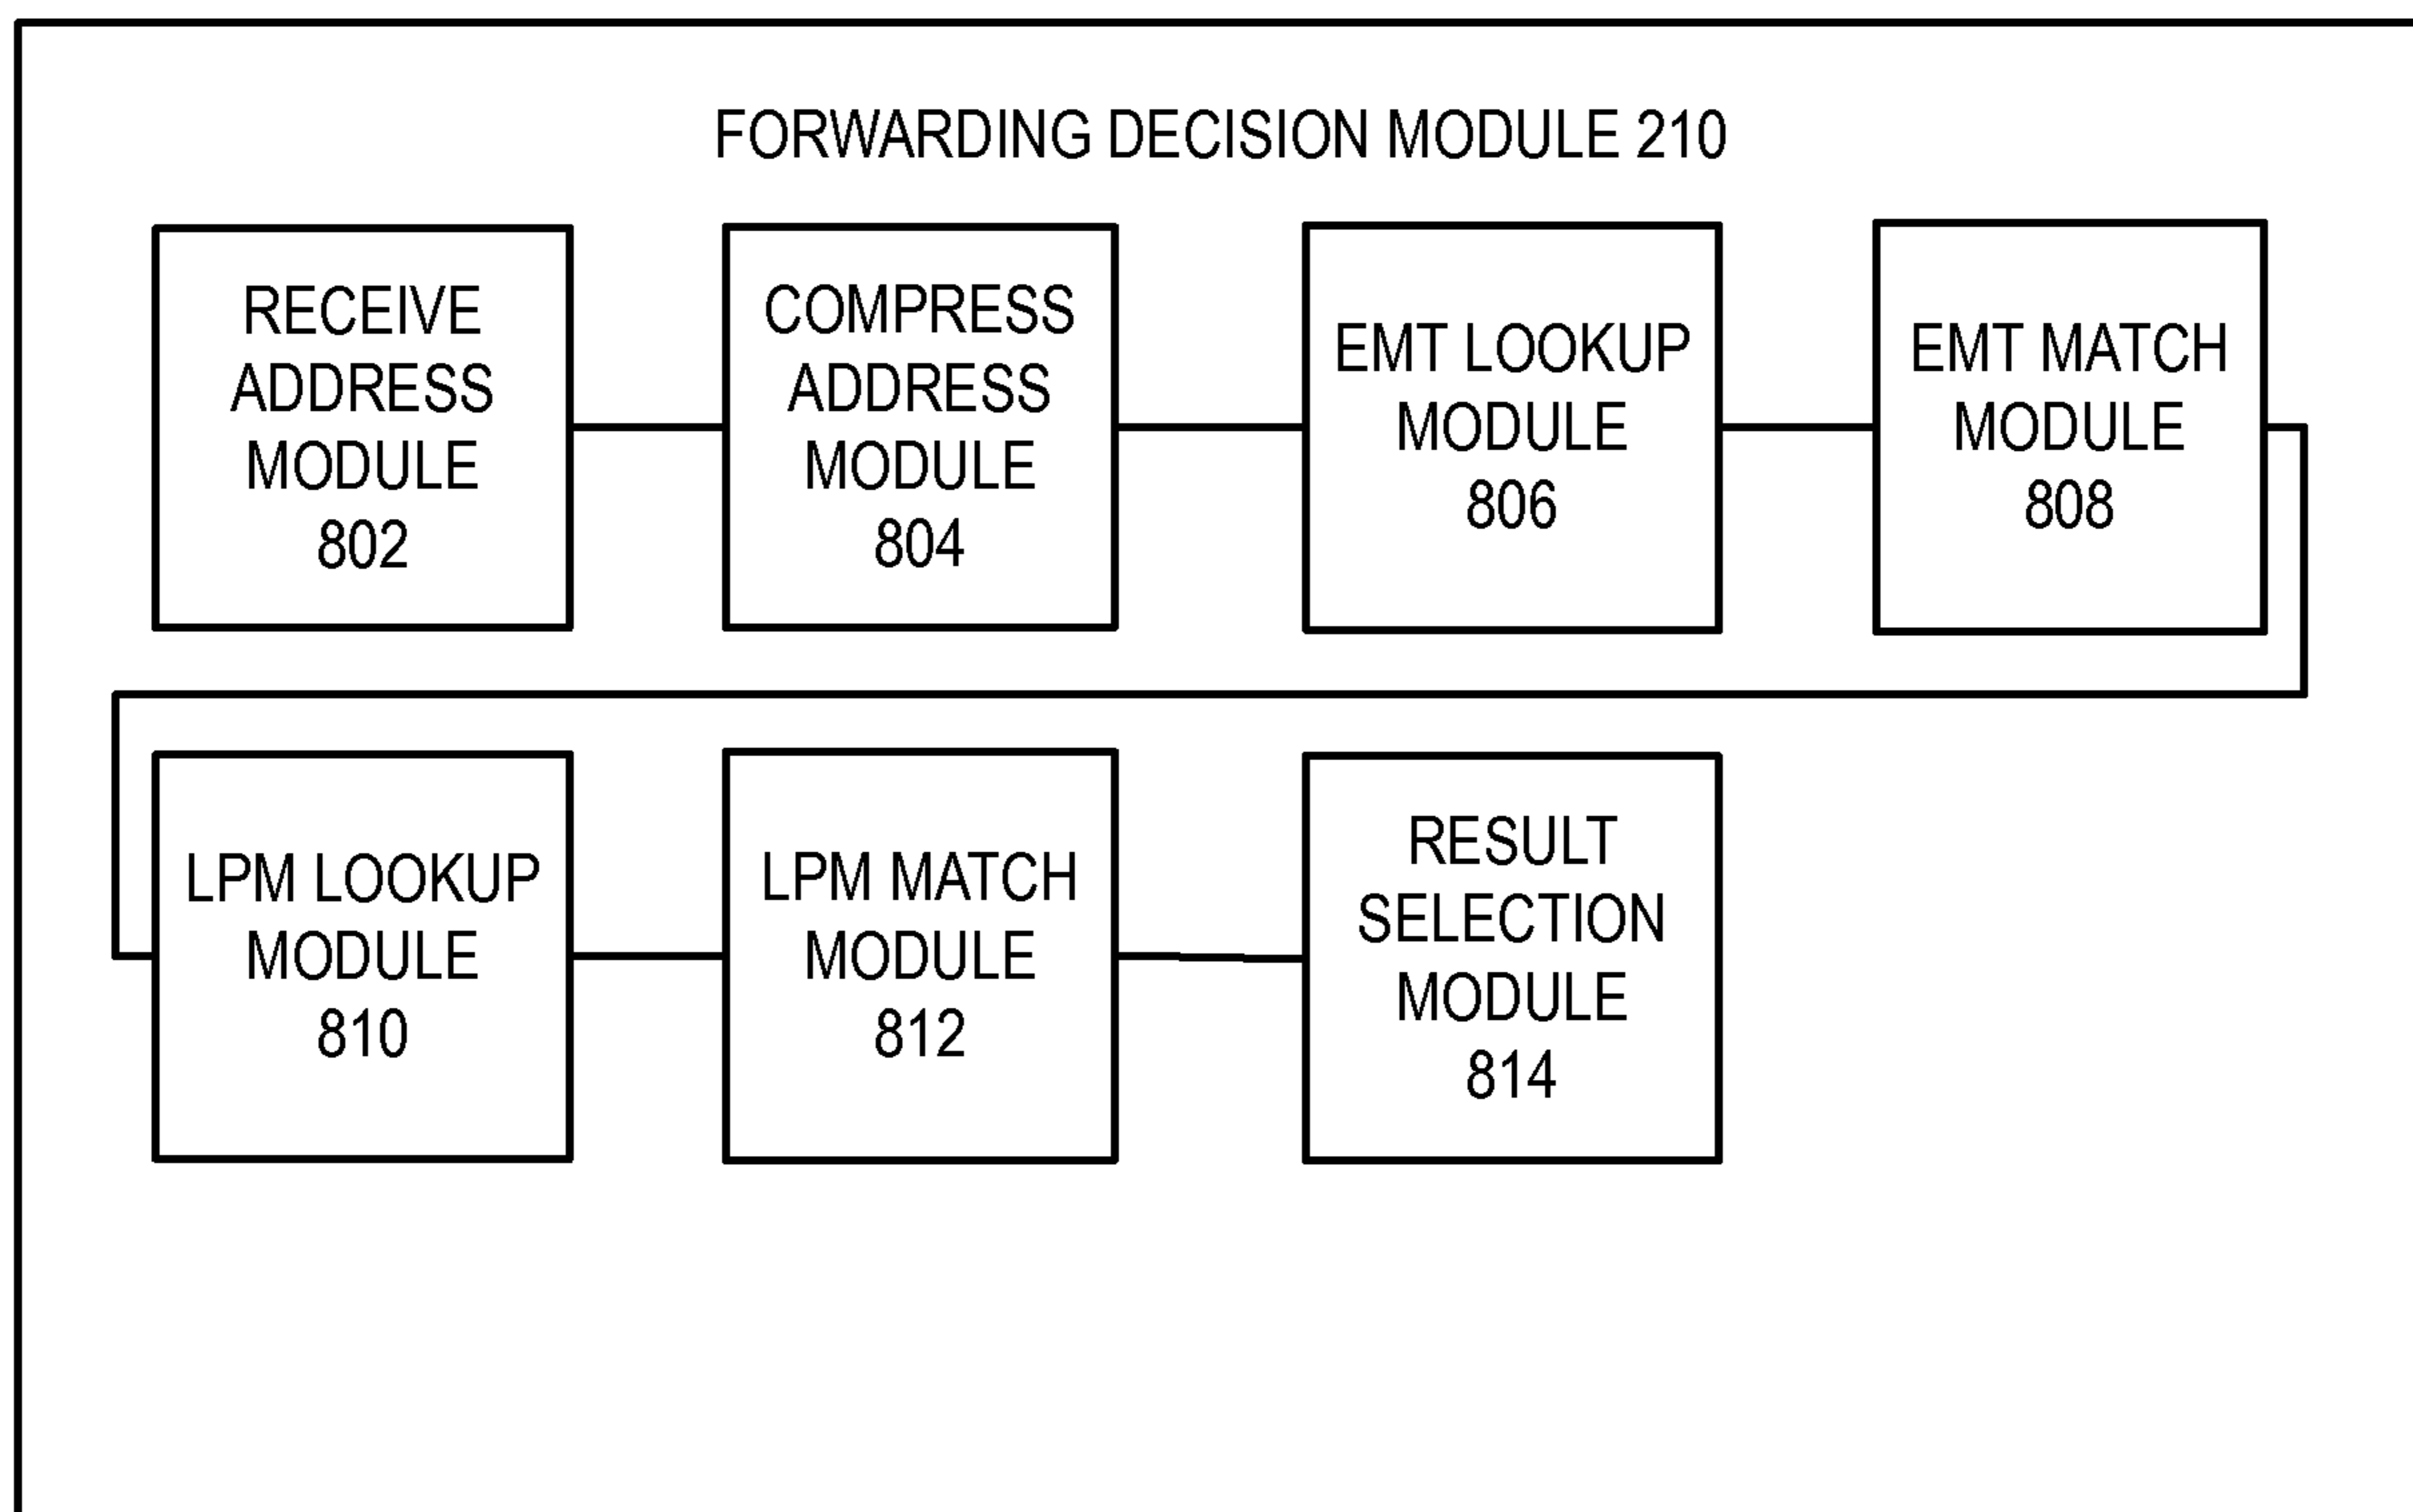 FORWARDING DECISION MODULE 210
RECEIVE
ADDRESS
MODULE
802
COMPRESS
ADDRESS
MODULE
804
EMT LOOKUP
MODULE
806
EMT MATCH
MODULE
808
LPM LOOKUP
MODULE
810
LPM MATCH
MODULE
812
RESULT
SELECTION
MODULE
814